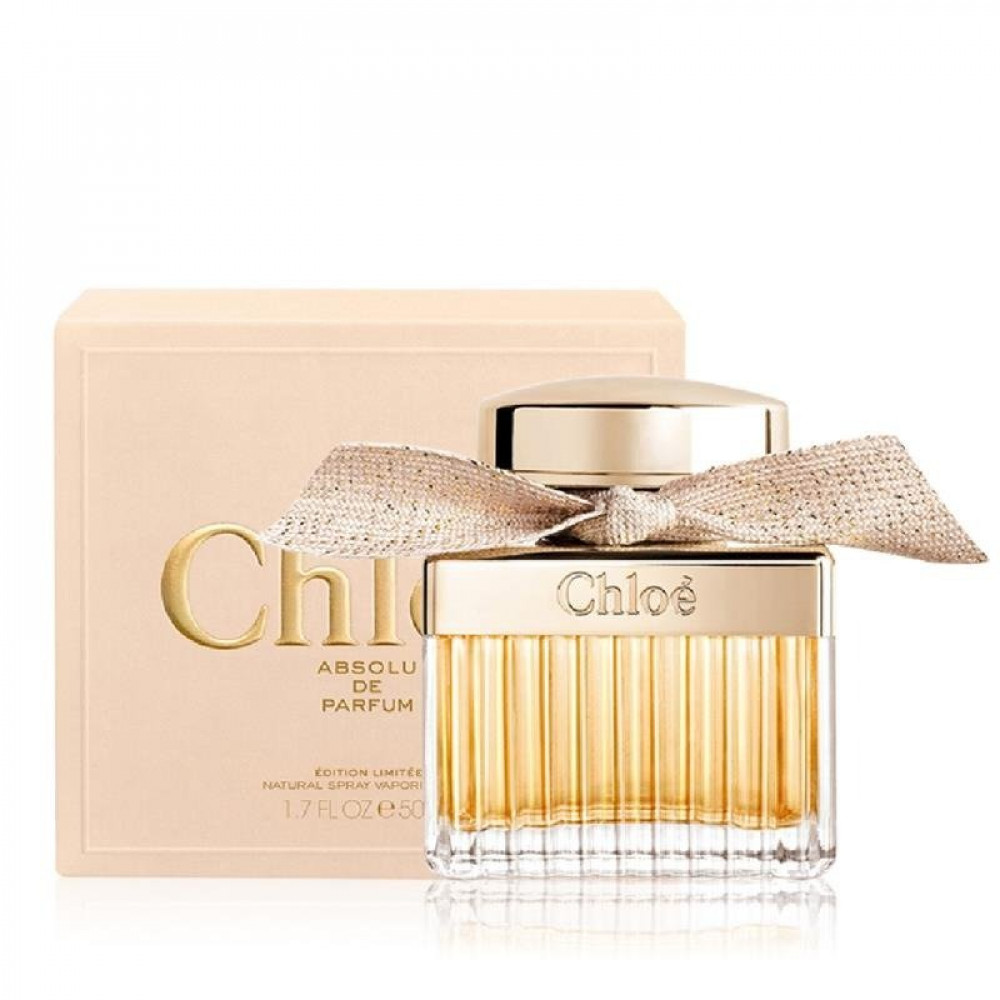 Chlo
ABSOLU
DE
PARFUM
ÉDITION LIMITÉE
NATURAL SPRAY VAPORI
1.7 FL OZ ℮ 50
Chloé